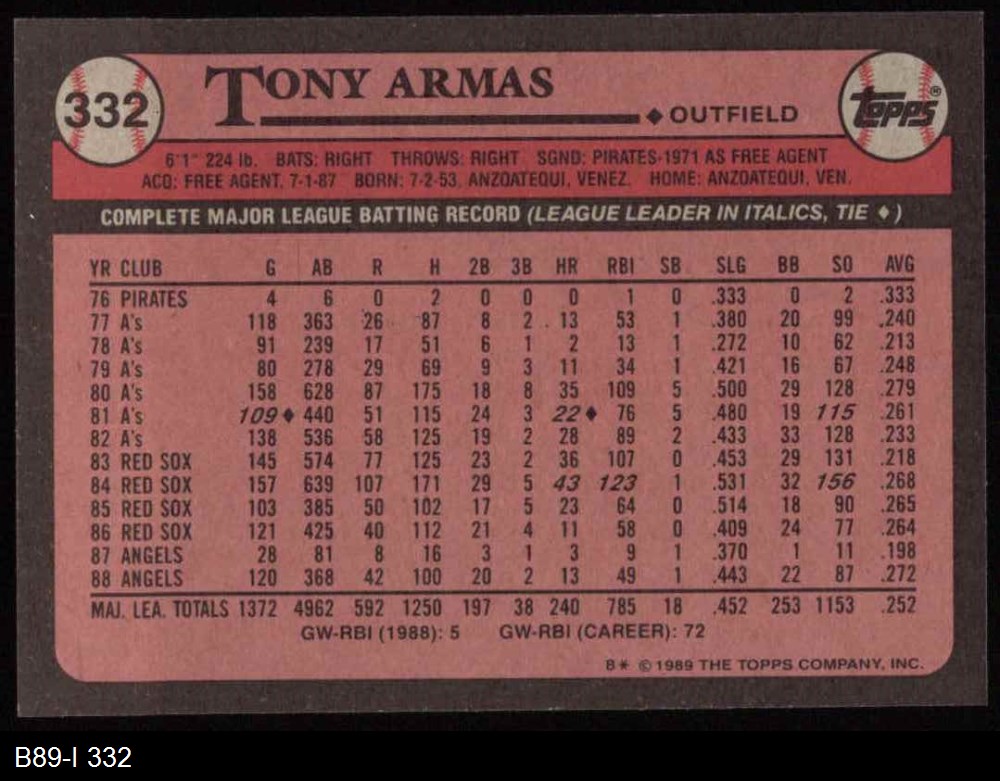 332
TONY ARMAS
◆ OUTFIELD
TOPPS®
6'1" 224 lb. BATS: RIGHT THROWS: RIGHT SGND: PIRATES-1971 AS FREE AGENT
ACQ: FREE AGENT, 7-1-87 BORN: 7-2-53, ANZOATEQUI, VENEZ. HOME: ANZOATEQUI, VEN.
COMPLETE MAJOR LEAGUE BATTING RECORD (LEAGUE LEADER IN ITALICS, TIE ◆)
YR CLUB G AB R H 2B 3B HR RBI SB SLG BB SO AVG
76 PIRATES 4 6 0 2 0 0 0 1 0 .333 0 2 .333
77 A's 118 363 26 87 8 2 13 53 1 .380 20 99 .240
78 A's 91 239 17 51 6 1 2 13 1 .272 10 62 .213
79 A's 80 278 29 69 9 3 11 34 1 .421 16 67 .248
80 A's 158 628 87 175 18 8 35 109 5 .500 29 128 .279
81 A's 109◆ 440 51 115 24 3 22◆ 76 5 .480 19 115 .261
82 A's 138 536 58 125 19 2 28 89 2 .433 33 128 .233
83 RED SOX 145 574 77 125 23 2 36 107 0 .453 29 131 .218
84 RED SOX 157 639 107 171 29 5 43 123 1 .531 32 156 .268
85 RED SOX 103 385 50 102 17 5 23 64 0 .514 18 90 .265
86 RED SOX 121 425 40 112 21 4 11 58 0 .409 24 77 .264
87 ANGELS 28 81 8 16 3 1 3 9 1 .370 1 11 .198
88 ANGELS 120 368 42 100 20 2 13 49 1 .443 22 87 .272
MAJ. LEA. TOTALS 1372 4962 592 1250 197 38 240 785 18 .452 253 1153 .252
GW-RBI (1988): 5 GW-RBI (CAREER): 72
B* © 1989 THE TOPPS COMPANY, INC.
B89-I 332